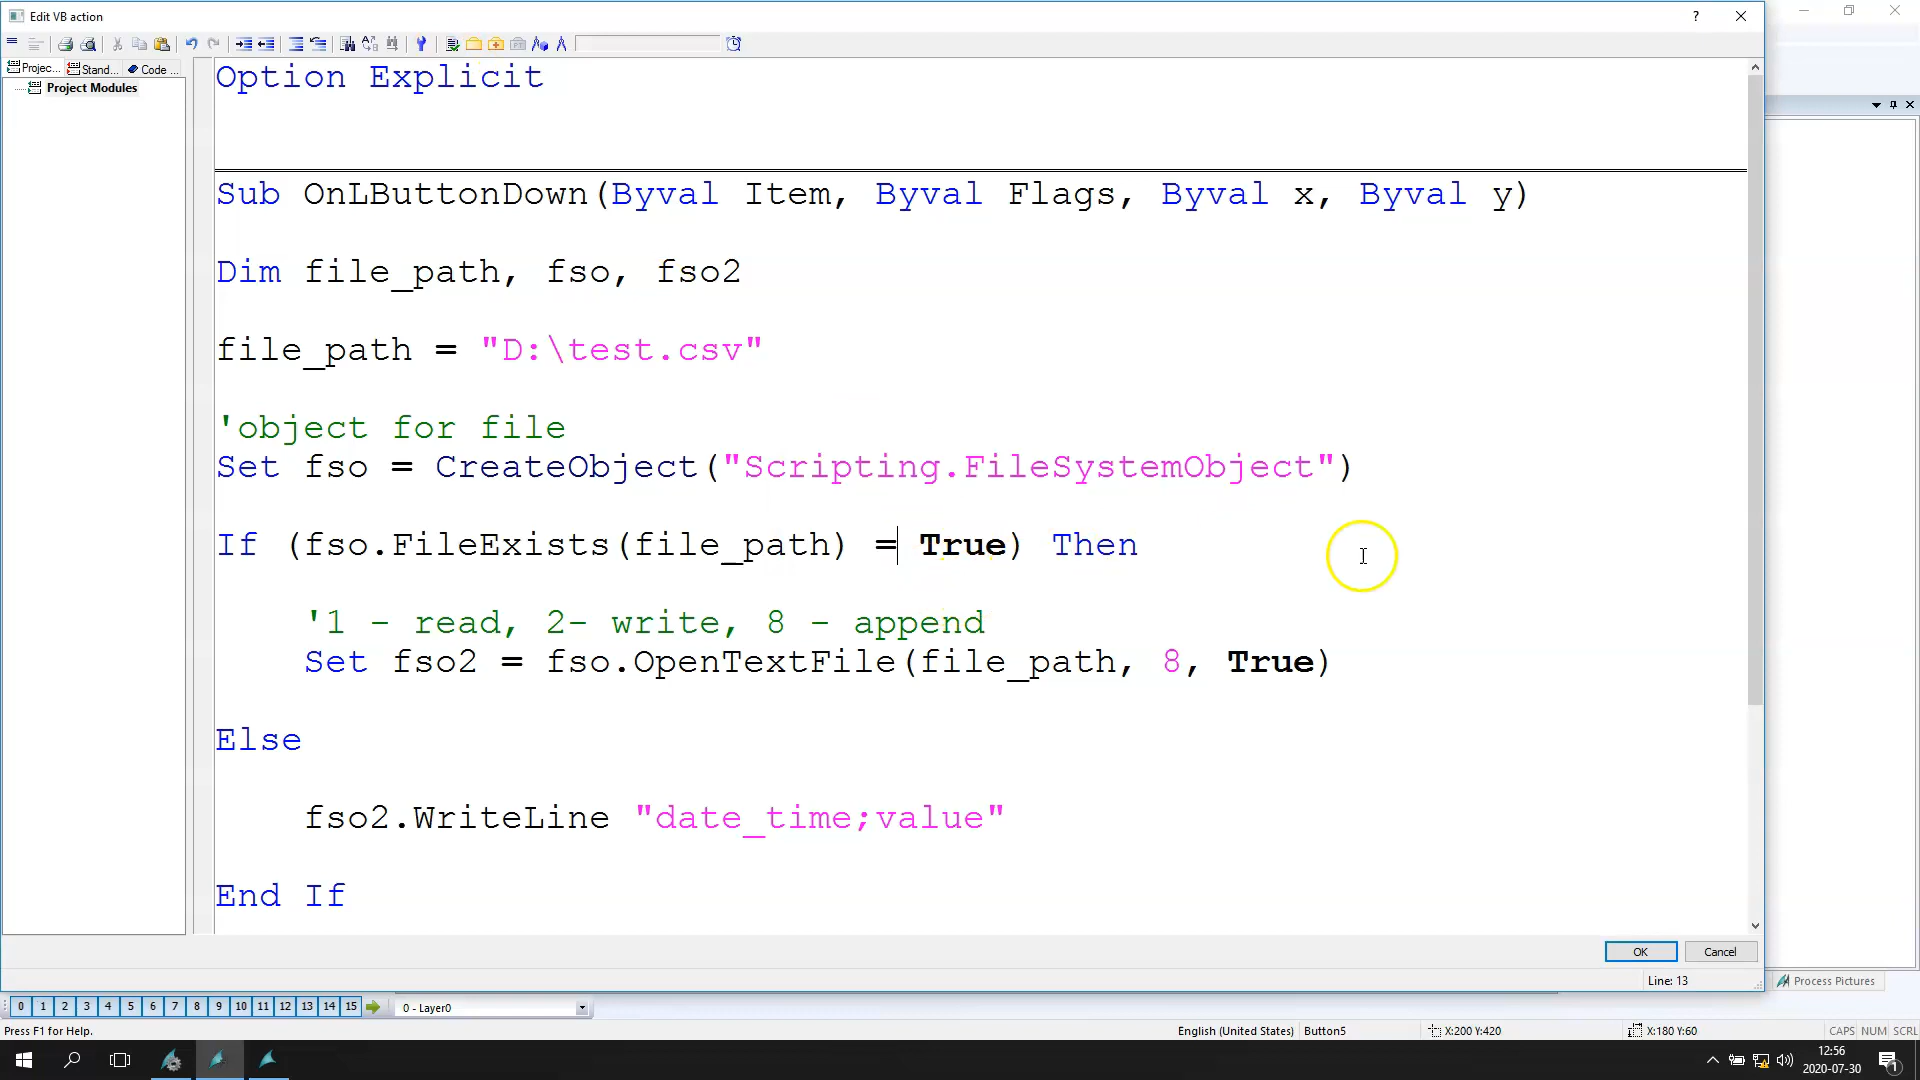 Edit VB action
?
Projec...
Stand...
Code ...
Project Modules
Option Explicit
Sub OnLButtonDown(Byval Item, Byval Flags, Byval x, Byval y)
Dim file_path, fso, fso2
file_path = "D:\test.csv"
'object for file
Set fso = CreateObject("Scripting.FileSystemObject")
If (fso.FileExists(file_path) = True) Then
'1 - read, 2- write, 8 - append
Set fso2 = fso.OpenTextFile(file_path, 8, True)
Else
fso2.WriteLine "date_time;value"
End If
OK
Cancel
Line: 13
Process Pictures
0 1 2 3 4 5 6 7 8 9 10 11 12 13 14 15
0 - Layer0
Press F1 for Help.
English (United States)
Button5
X:200 Y:420
X:180 Y:60
CAPS NUM SCRL
12:56
2020-07-30
1